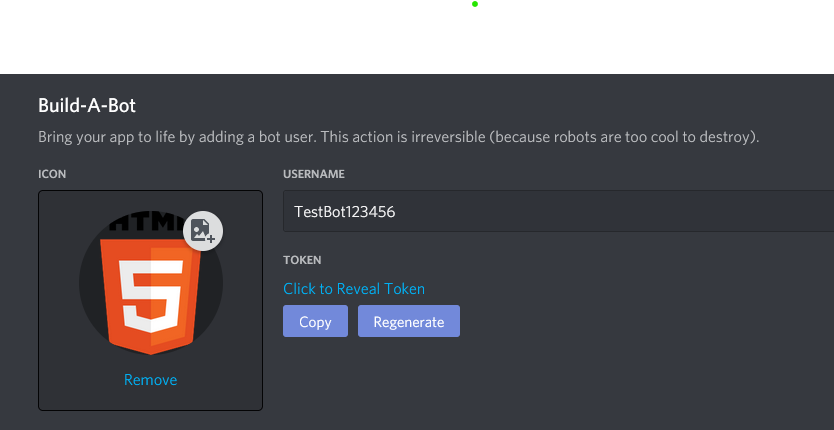 Build-A-Bot
Bring your app to life by adding a bot user. This action is irreversible (because robots are too cool to destroy).
ICON
USERNAME
HTML
5
TestBot123456
TOKEN
Click to Reveal Token
Copy
Regenerate
Remove